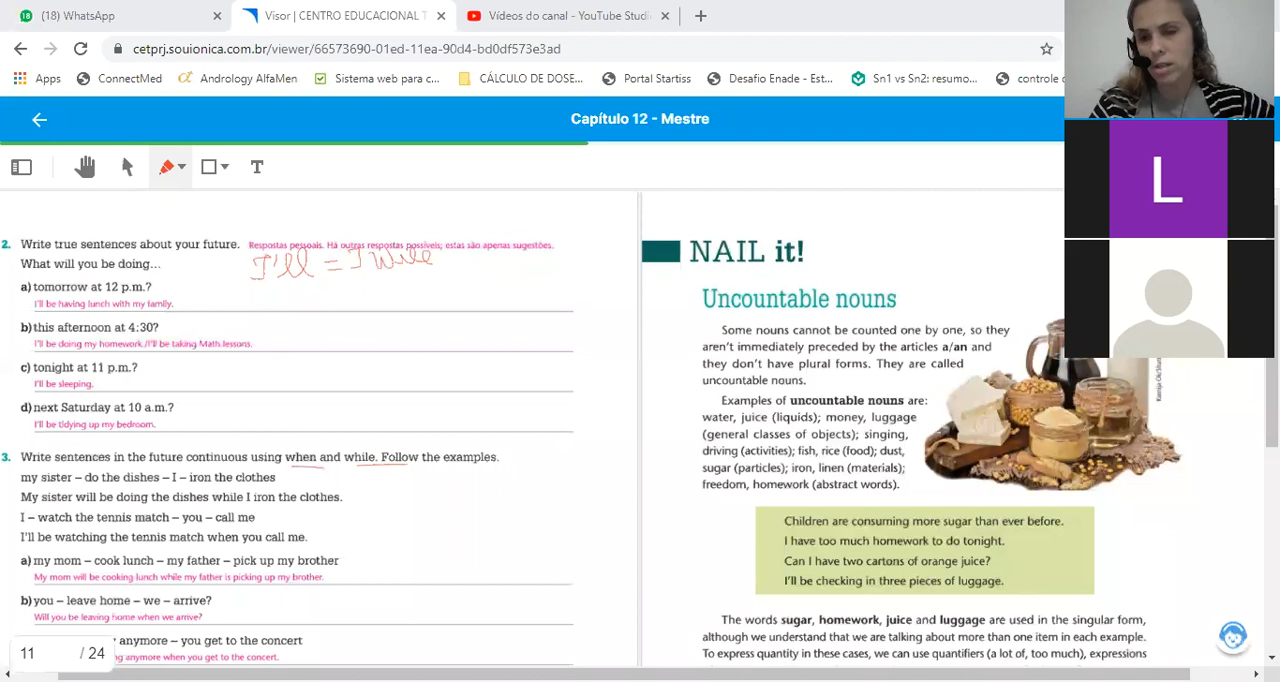 (18) WhatsApp
Visor | CENTRO EDUCACIONAL T
Vídeos do canal - YouTube Studi
cetprj.souionica.com.br/viewer/66573690-01ed-11ea-90d4-bd0df573e3ad
Apps
ConnectMed
Andrology AlfaMen
Sistema web para c...
CÁLCULO DE DOSE...
Portal Startiss
Desafio Enade - Est...
Sn1 vs Sn2: resumo...
controle
Capítulo 12 - Mestre
T
L
2. Write true sentences about your future. Respostas pessoais. Há outras respostas possíveis; estas são apenas sugestões.
What will you be doing...
I'll = I Will
a) tomorrow at 12 p.m.?
I'll be having lunch with my family.
b) this afternoon at 4:30?
I'll be doing my homework./I'll be taking Math lessons.
c) tonight at 11 p.m.?
I'll be sleeping.
d) next Saturday at 10 a.m.?
I'll be tidying up my bedroom.
3. Write sentences in the future continuous using when and while. Follow the examples.
my sister – do the dishes – I – iron the clothes
My sister will be doing the dishes while I iron the clothes.
I – watch the tennis match – you – call me
I'll be watching the tennis match when you call me.
a) my mom – cook lunch – my father – pick up my brother
My mom will be cooking lunch while my father is picking up my brother.
b) you – leave home – we – arrive?
Will you be leaving home when we arrive?
anymore – you get to the concert
anymore when you get to the concert.
11 / 24
NAIL it!
Uncountable nouns
Some nouns cannot be counted one by one, so they
aren't immediately preceded by the articles a/an and
they don't have plural forms. They are called
uncountable nouns.
Examples of uncountable nouns are:
water, juice (liquids); money, luggage
(general classes of objects); singing,
driving (activities); fish, rice (food); dust,
sugar (particles); iron, linen (materials);
freedom, homework (abstract words).
Children are consuming more sugar than ever before.
I have too much homework to do tonight.
Can I have two cartons of orange juice?
I'll be checking in three pieces of luggage.
The words sugar, homework, juice and luggage are used in the singular form,
although we understand that we are talking about more than one item in each example.
To express quantity in these cases, we can use quantifiers (a lot of, too much), expressions